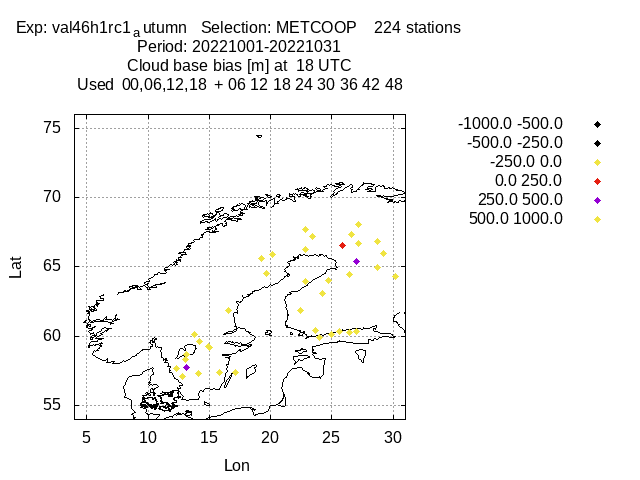 Exp: val46h1rc1autumn Selection: METCOOP 224 stations
Period: 20221001-20221031
Cloud base bias [m] at 18 UTC
Used 00,06,12,18 + 06 12 18 24 30 36 42 48
-1000.0 -500.0
-500.0 -250.0
-250.0 0.0
0.0 250.0
250.0 500.0
500.0 1000.0
75
70
65
60
55
Lat
5 10 15 20 25 30
Lon